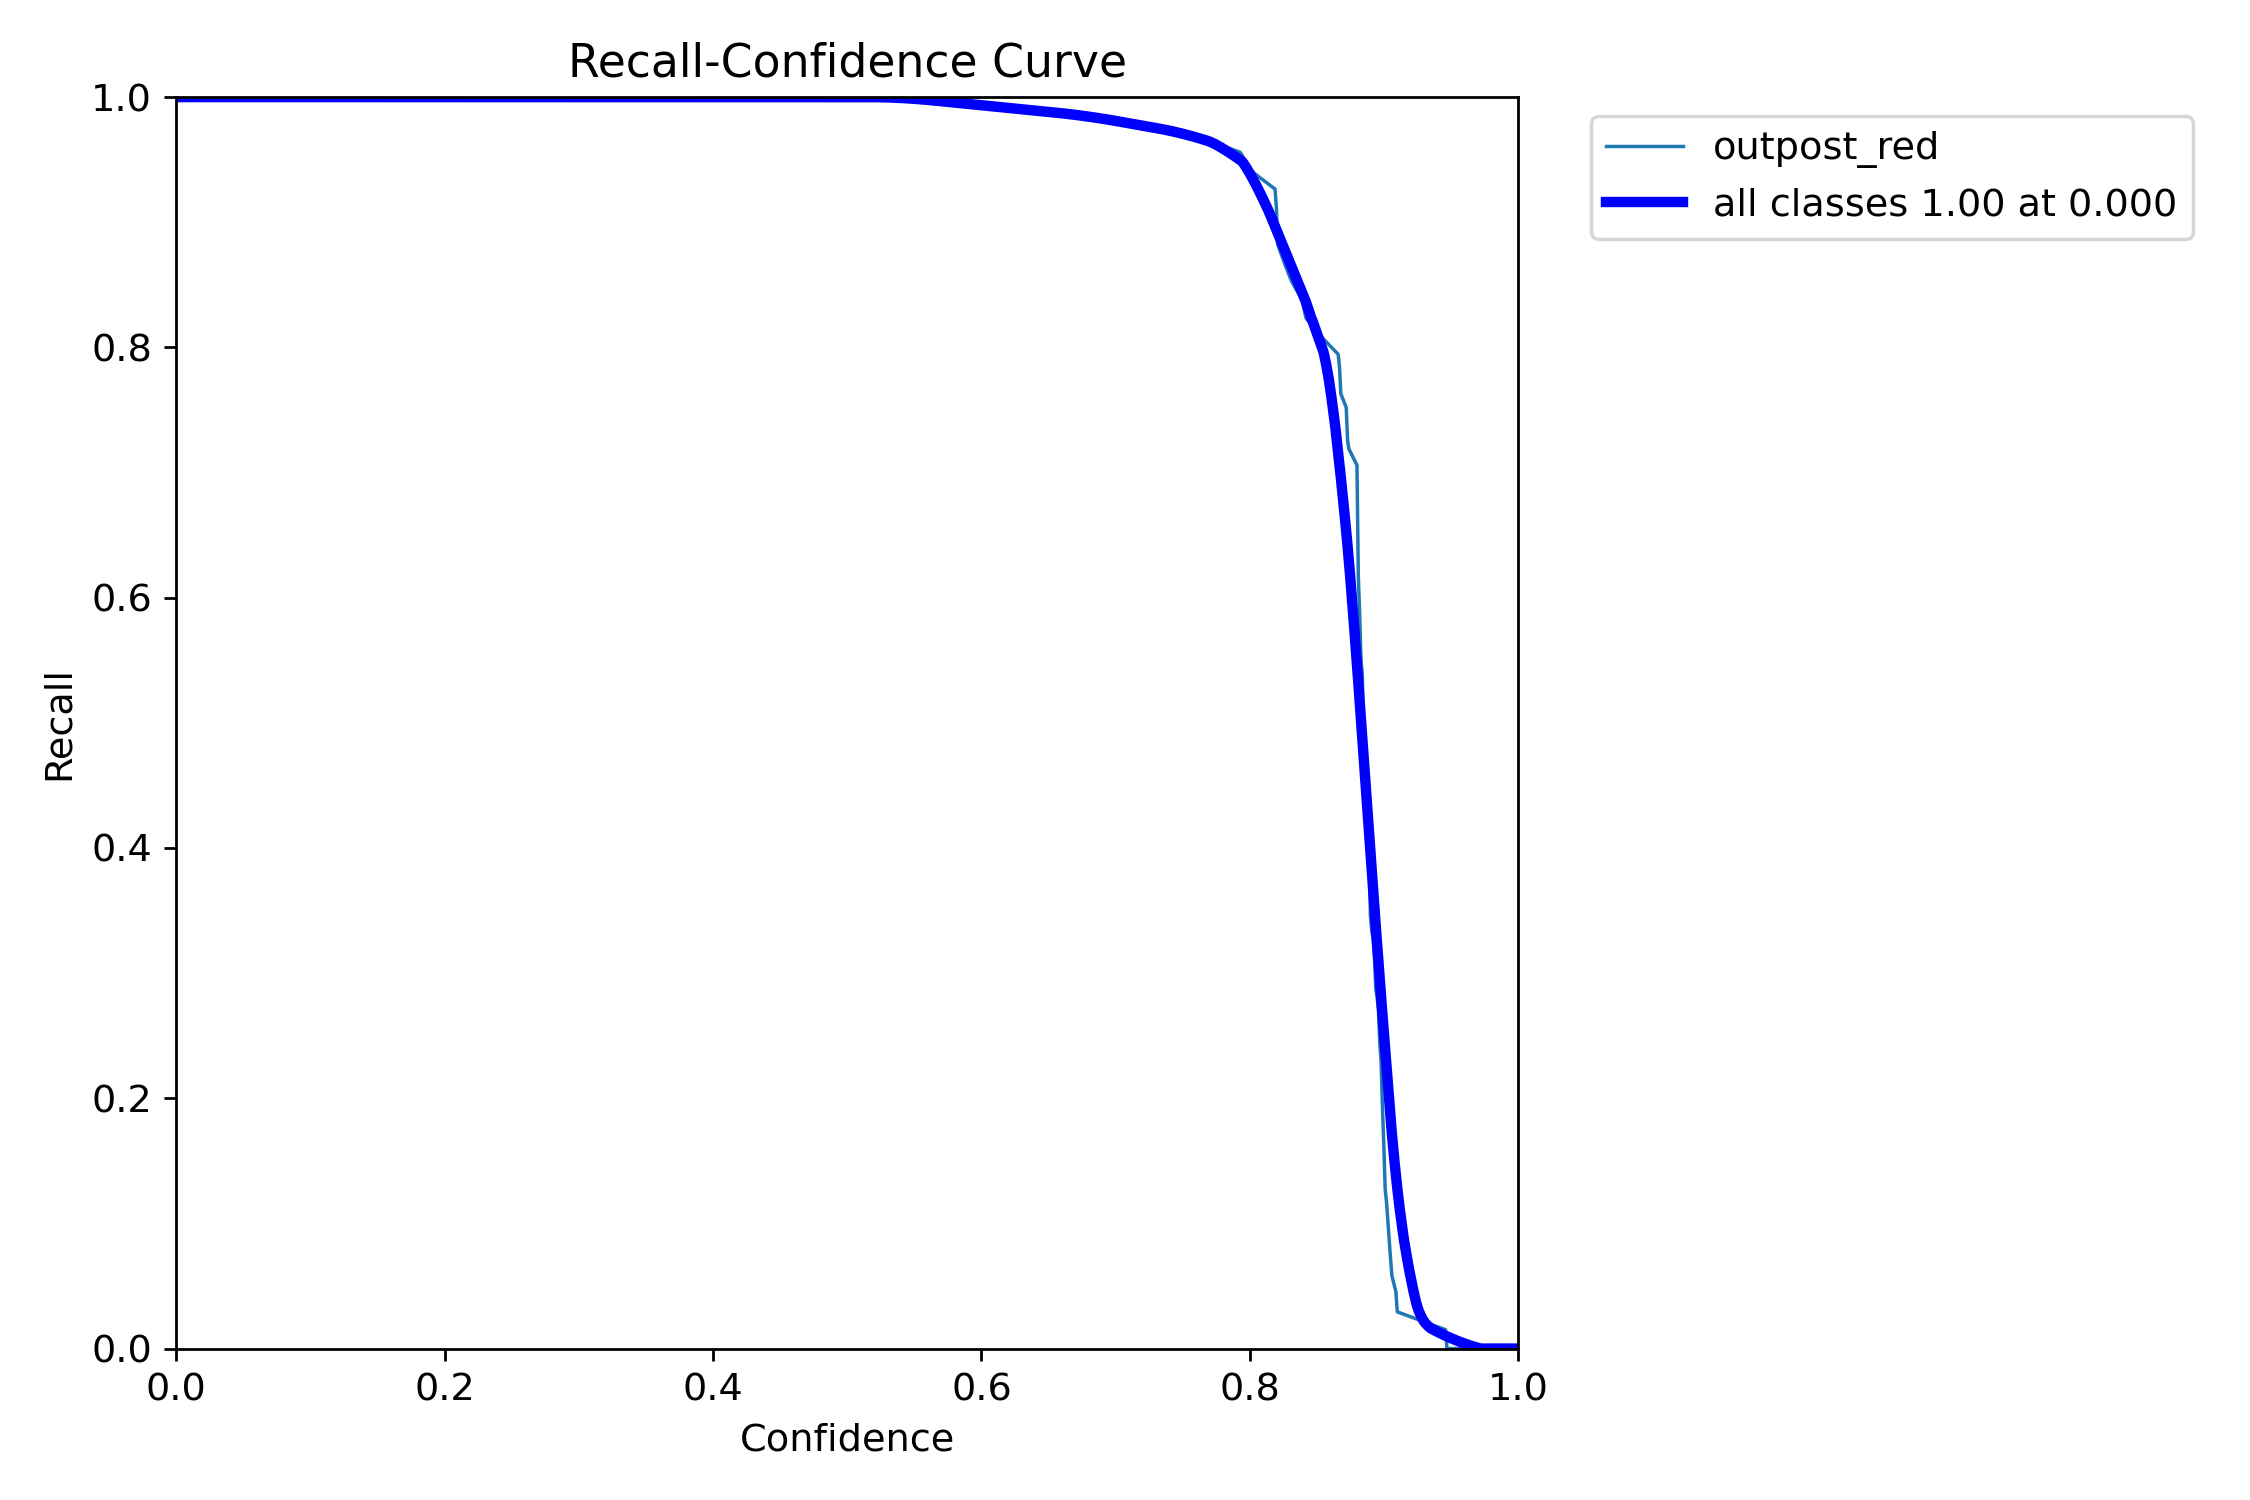 Recall-Confidence Curve
1.0
0.8
0.6
0.4
0.2
0.0
Recall
0.0 0.2 0.4 0.6 0.8 1.0
Confidence
outpost_red
all classes 1.00 at 0.000